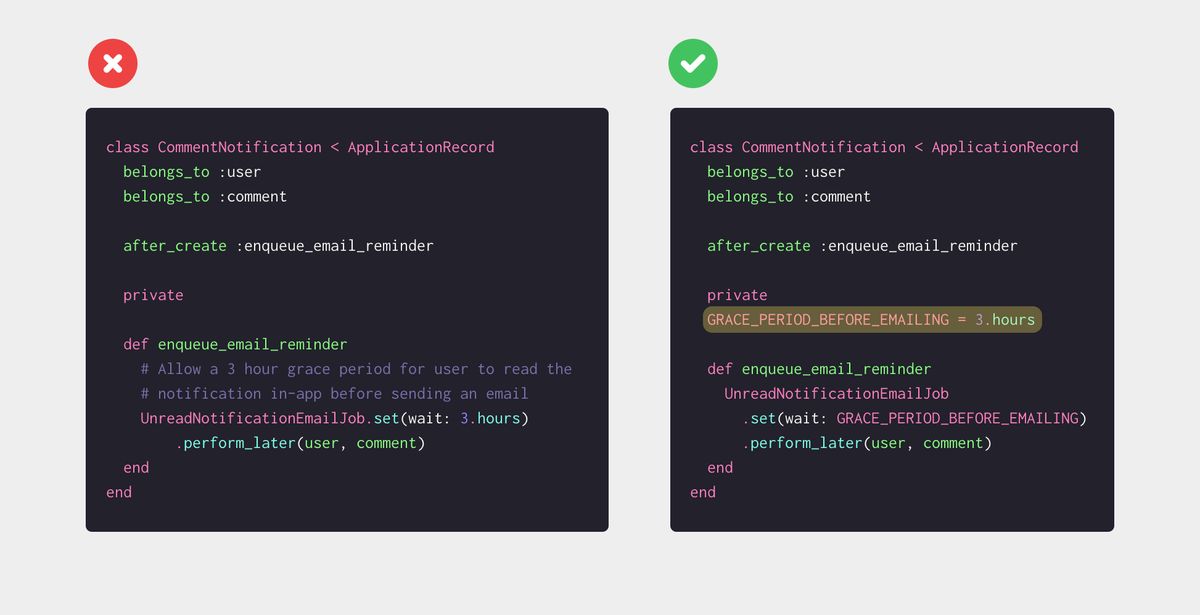 class CommentNotification < ApplicationRecord
  belongs_to :user
  belongs_to :comment

  after_create :enqueue_email_reminder

  private

  def enqueue_email_reminder
    # Allow a 3 hour grace period for user to read the
    # notification in-app before sending an email
    UnreadNotificationEmailJob.set(wait: 3.hours)
        .perform_later(user, comment)
  end
end

class CommentNotification < ApplicationRecord
  belongs_to :user
  belongs_to :comment

  after_create :enqueue_email_reminder

  private
  GRACE_PERIOD_BEFORE_EMAILING = 3.hours

  def enqueue_email_reminder
    UnreadNotificationEmailJob
      .set(wait: GRACE_PERIOD_BEFORE_EMAILING)
      .perform_later(user, comment)
  end
end